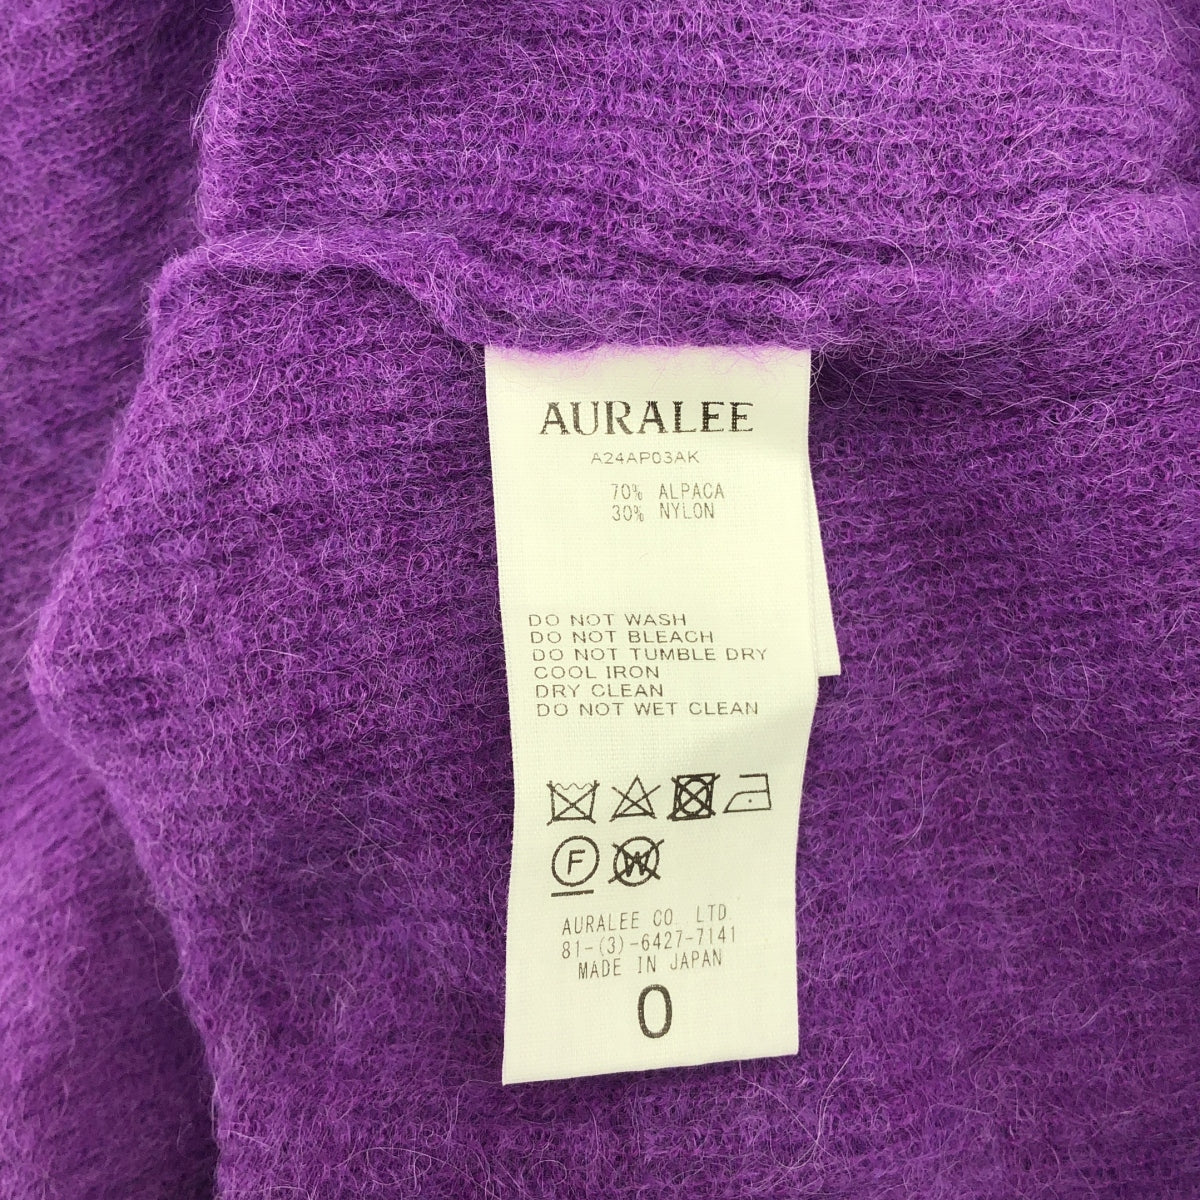 AURALEE
A24AP03AK
70% ALPACA
30% NYLON
DO NOT WASH
DO NOT BLEACH
DO NOT TUMBLE DRY
COOL IRON
DRY CLEAN
DO NOT WET CLEAN
F W
AURALEE CO. LTD.
81-(3)-6427-7141
MADE IN JAPAN
0